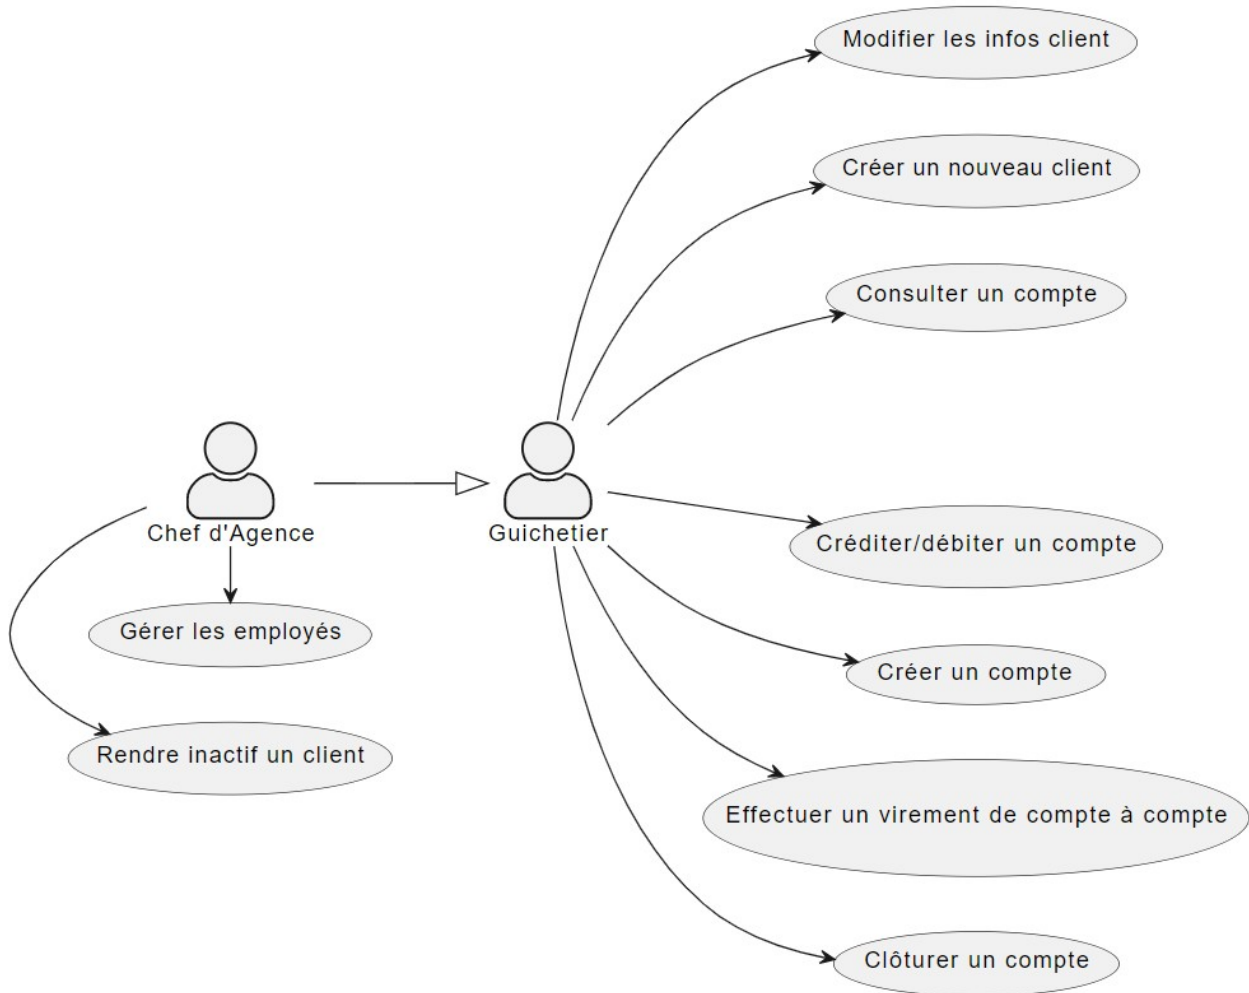 Modifier les infos client
Créer un nouveau client
Consulter un compte
Chef d'Agence
Guichetier
Créditer/débiter un compte
Gérer les employés
Créer un compte
Rendre inactif un client
Effectuer un virement de compte à compte
Clôturer un compte